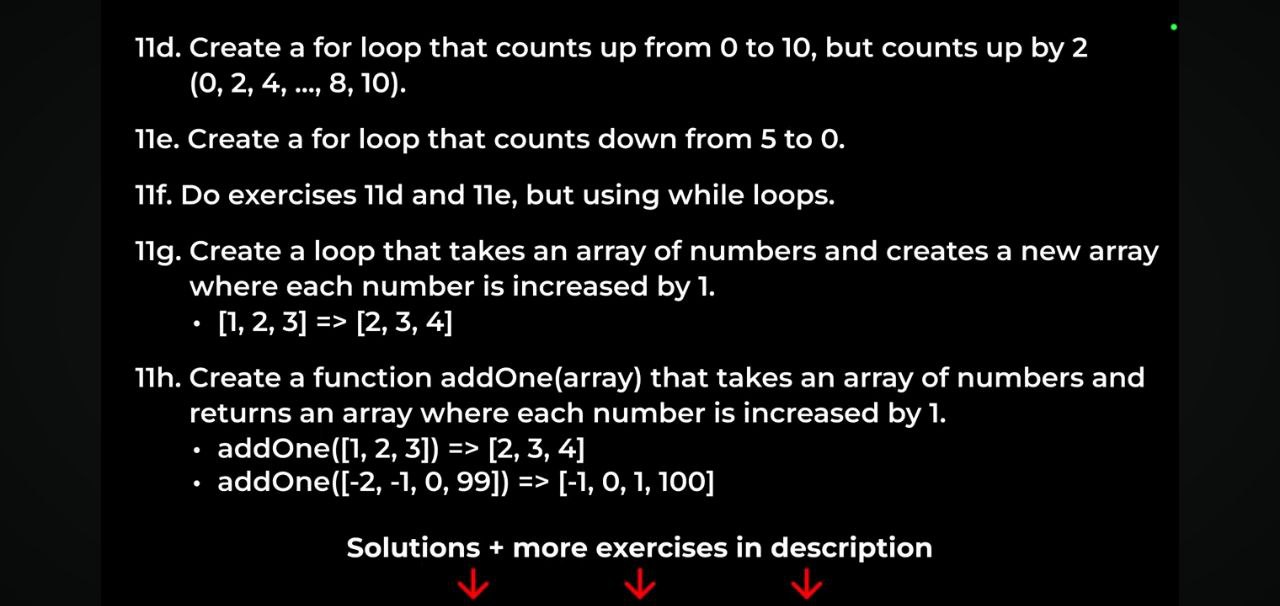 11d. Create a for loop that counts up from 0 to 10, but counts up by 2
(0, 2, 4, ..., 8, 10).
11e. Create a for loop that counts down from 5 to 0.
11f. Do exercises 11d and 11e, but using while loops.
11g. Create a loop that takes an array of numbers and creates a new array
where each number is increased by 1.
• [1, 2, 3] => [2, 3, 4]
11h. Create a function addOne(array) that takes an array of numbers and
returns an array where each number is increased by 1.
• addOne([1, 2, 3]) => [2, 3, 4]
• addOne([-2, -1, 0, 99]) => [-1, 0, 1, 100]
Solutions + more exercises in description